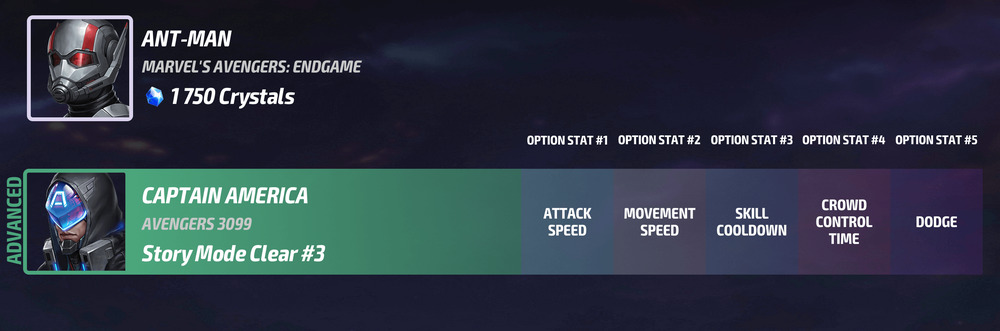 ANT-MAN
MARVEL'S AVENGERS: ENDGAME
1 750 Crystals
OPTION STAT #1 OPTION STAT #2 OPTION STAT #3 OPTION STAT #4 OPTION STAT #5
ADVANCED
CAPTAIN AMERICA
AVENGERS 3099
Story Mode Clear #3
ATTACK
SPEED
MOVEMENT
SPEED
SKILL
COOLDOWN
CROWD
CONTROL
TIME
DODGE